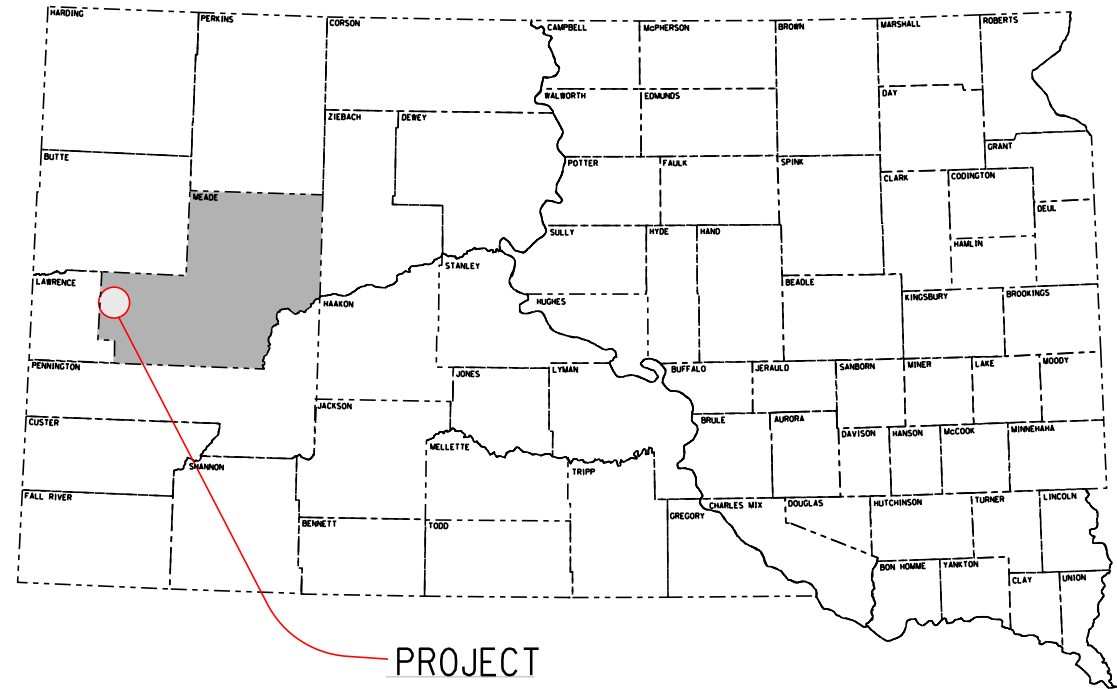 HARDING
PERKINS
CORSON
CAMPBELL
McPHERSON
BROWN
MARSHALL
ROBERTS
WALWORTH
EDMUNDS
DAY
ZIEBACH
DEWEY
GRANT
BUTTE
POTTER
FAULK
SPINK
CLARK
CODINGTON
MEADE
DEUL
SULLY
HYDE
HAND
HAMLIN
STANLEY
LAWRENCE
BEADLE
HAAKON
HUGHES
KINGSBURY
BROOKINGS
PENNINGTON
JONES
LYMAN
BUFFALO
JERAULD
SANBORN
MINER
LAKE
MOODY
JACKSON
CUSTER
BRULE
AURORA
DAVISON
HANSON
McCOOK
MINNEHAHA
MELLETTE
SHANNON
TRIPP
FALL RIVER
GREGORY
CHARLES MIX
DOUGLAS
HUTCHINSON
TURNER
LINCOLN
BENNETT
TODD
BON HOMME
YANKTON
CLAY
UNION
PROJECT